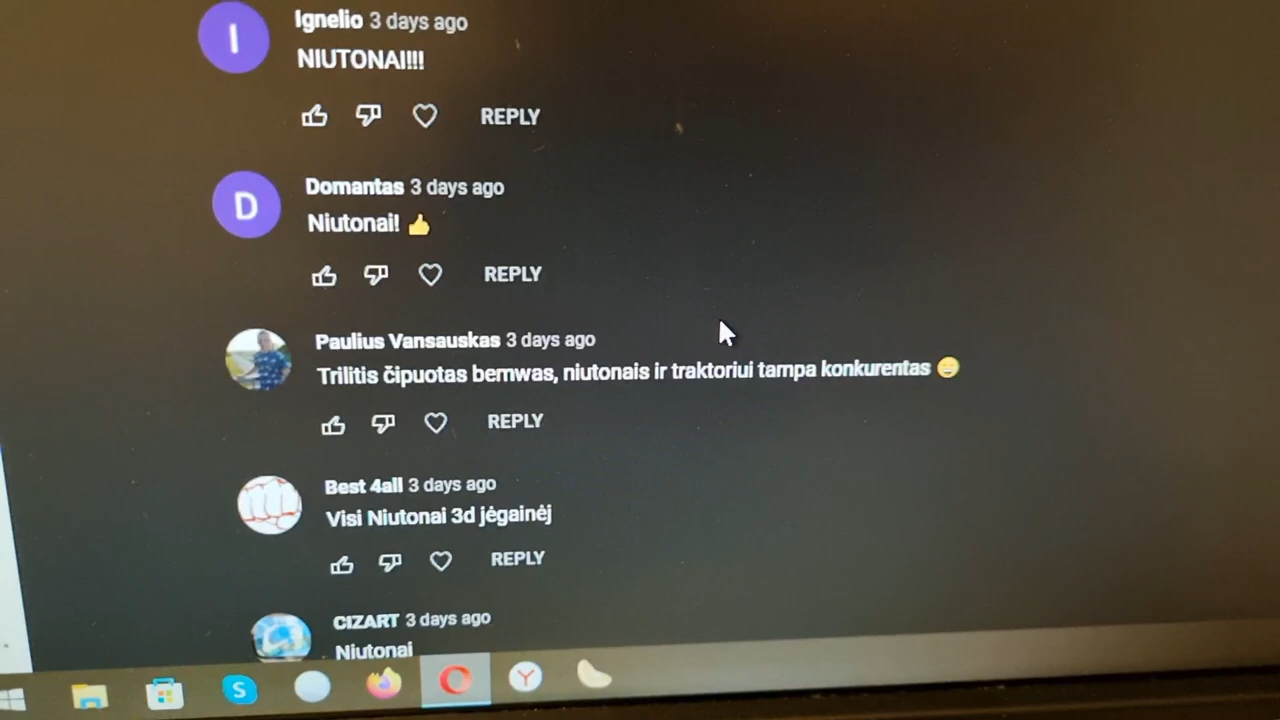 I
Ignelio 3 days ago
NIUTONAI!!!
REPLY
D
Domantas 3 days ago
Niutonai! 👍
REPLY
Paulius Vansauskas 3 days ago
Trilitis čipuotas bemwas, niutonais ir traktoriui tampa konkurentas 😁
REPLY
Best 4all 3 days ago
Visi Niutonai 3d jėgainėj
REPLY
CIZART 3 days ago
Niutonai
S
Y